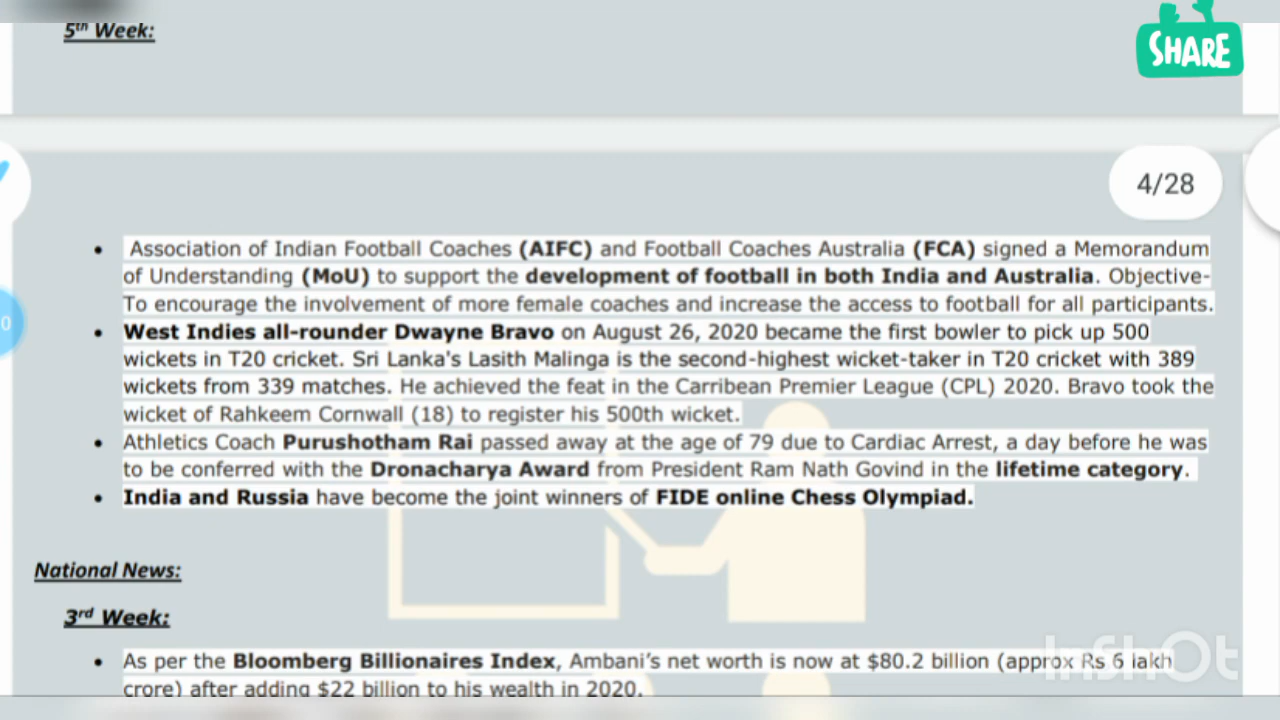 5th Week:
SHARE
4/28
• Association of Indian Football Coaches (AIFC) and Football Coaches Australia (FCA) signed a Memorandum
of Understanding (MoU) to support the development of football in both India and Australia. Objective-
To encourage the involvement of more female coaches and increase the access to football for all participants.
• West Indies all-rounder Dwayne Bravo on August 26, 2020 became the first bowler to pick up 500
wickets in T20 cricket. Sri Lanka's Lasith Malinga is the second-highest wicket-taker in T20 cricket with 389
wickets from 339 matches. He achieved the feat in the Carribean Premier League (CPL) 2020. Bravo took the
wicket of Rahkeem Cornwall (18) to register his 500th wicket.
• Athletics Coach Purushotham Rai passed away at the age of 79 due to Cardiac Arrest, a day before he was
to be conferred with the Dronacharya Award from President Ram Nath Govind in the lifetime category.
• India and Russia have become the joint winners of FIDE online Chess Olympiad.
National News:
3rd Week:
• As per the Bloomberg Billionaires Index, Ambani's net worth is now at $80.2 billion (approx Rs 6 lakh
crore) after adding $22 billion to his wealth in 2020.
InShOt
0